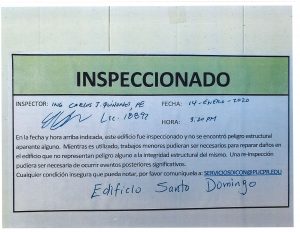 INSPECCIONADO
INSPECTOR: ING CARLOS J. QUIÑONES, PE FECHA: 14-ENERO-2020
LIC. 18892 HORA: 3:20 PM
En la fecha y hora arriba indicada, este edificio fue inspeccionado y no se encontró peligro estructural
aparente alguno. Mientras es utilizado, trabajos menores pudieran ser necesarios para reparar daños en
el edificio que no representan peligro alguno a la integridad estructural del mismo. Una re-inspección
pudiera ser necesaria de ocurrir eventos posteriores significativos.
Cualquier condición insegura que pueda notar, por favor comuníquela a: SERVICIOSDICON@PUCPR.EDU
Edificio Santo Domingo